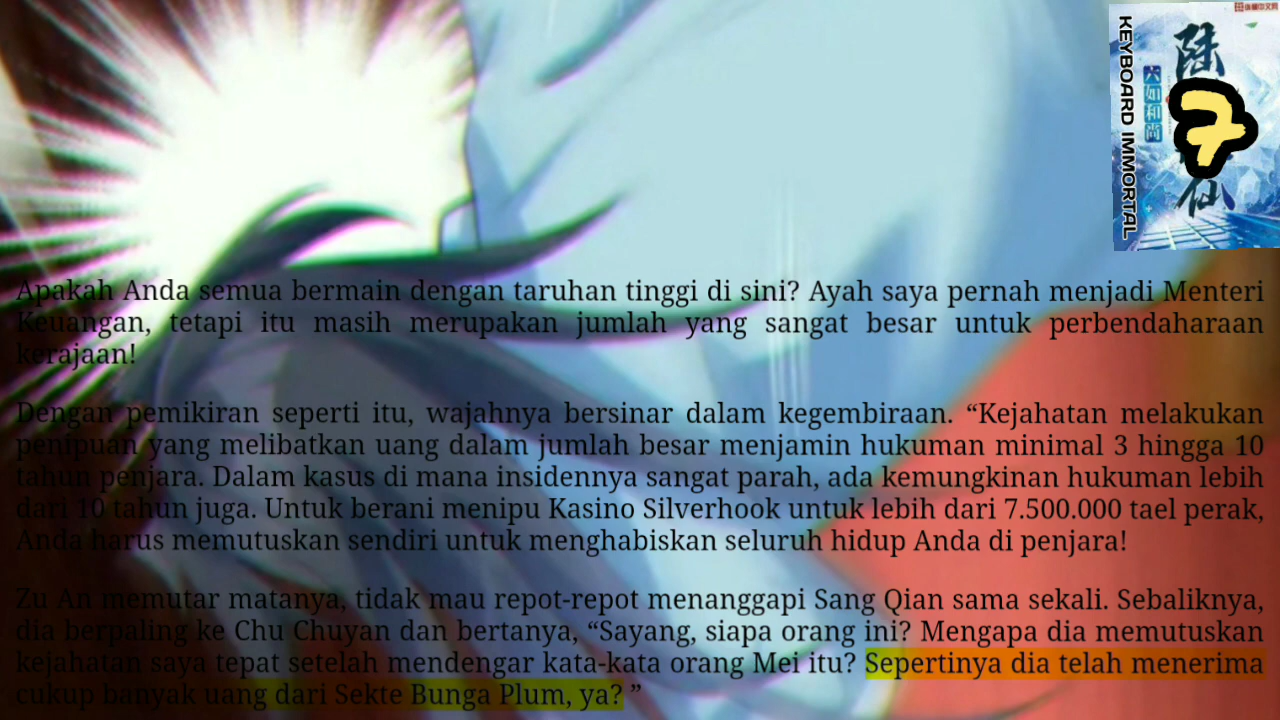 KEYBOARD IMMORTAL
陆
仙
六如和尚
7
Apakah Anda semua bermain dengan taruhan tinggi di sini? Ayah saya pernah menjadi Menteri
Keuangan, tetapi itu masih merupakan jumlah yang sangat besar untuk perbendaharaan
kerajaan!
Dengan pemikiran seperti itu, wajahnya bersinar dalam kegembiraan. “Kejahatan melakukan
penipuan yang melibatkan uang dalam jumlah besar menjamin hukuman minimal 3 hingga 10
tahun penjara. Dalam kasus di mana insidennya sangat parah, ada kemungkinan hukuman lebih
dari 10 tahun juga. Untuk berani menipu Kasino Silverhook untuk lebih dari 7.500.000 tael perak,
Anda harus memutuskan sendiri untuk menghabiskan seluruh hidup Anda di penjara!
Zu An memutar matanya, tidak mau repot-repot menanggapi Sang Qian sama sekali. Sebaliknya,
dia berpaling ke Chu Chuyan dan bertanya, “Sayang, siapa orang ini? Mengapa dia memutuskan
kejahatan saya tepat setelah mendengar kata-kata orang Mei itu? Sepertinya dia telah menerima
cukup banyak uang dari Sekte Bunga Plum, ya? ”